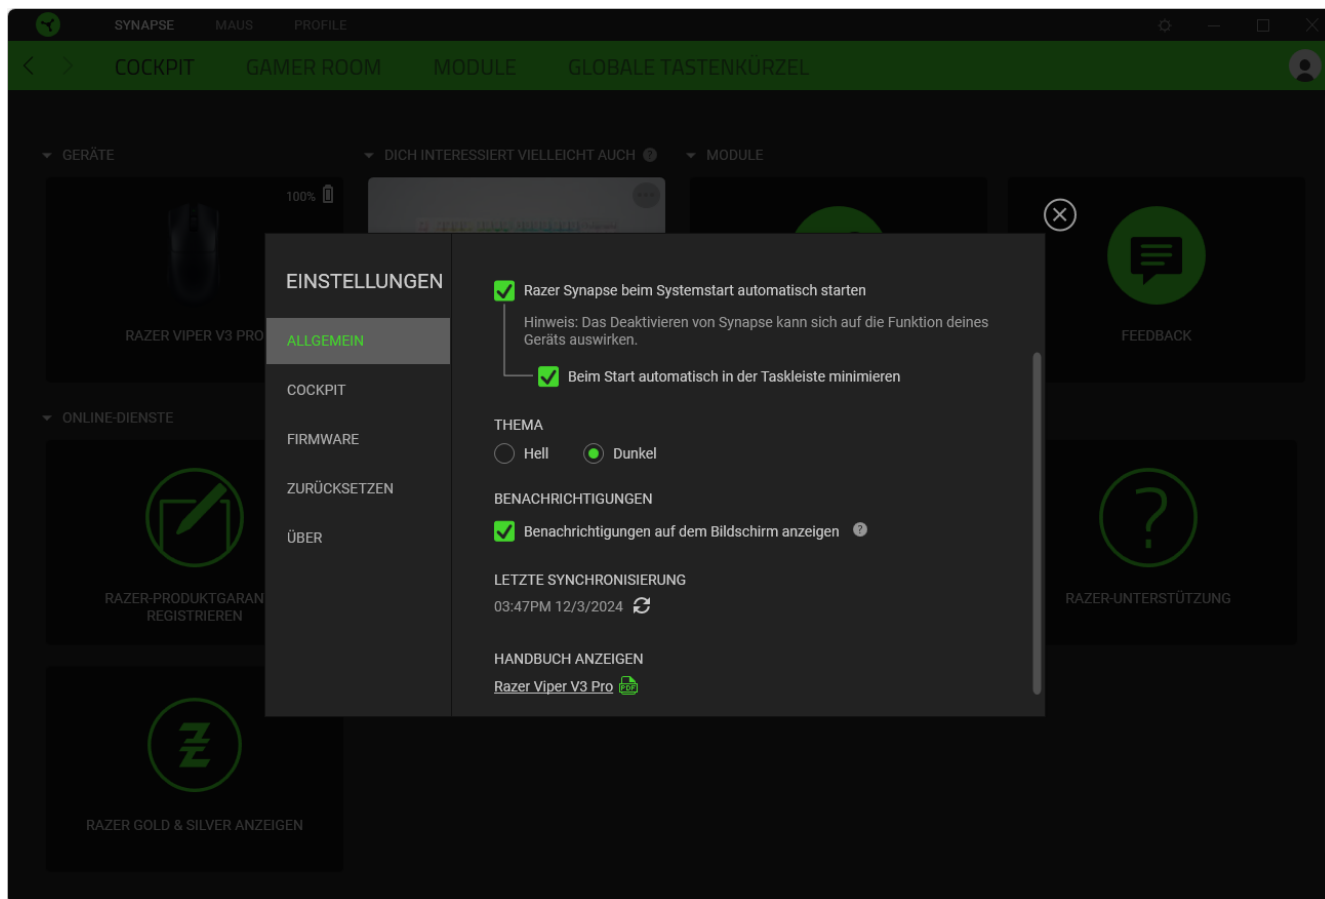 SYNAPSE MAUS PROFILE
COCKPIT GAMER ROOM MODULE GLOBALE TASTENKÜRZEL
GERÄTE
DICH INTERESSIERT VIELLEICHT AUCH ?
MODULE
100%
RAZER VIPER V3 PRO
FEEDBACK
EINSTELLUNGEN
ALLGEMEIN
COCKPIT
FIRMWARE
ZURÜCKSETZEN
ÜBER
Razer Synapse beim Systemstart automatisch starten
Hinweis: Das Deaktivieren von Synapse kann sich auf die Funktion deines
Geräts auswirken.
Beim Start automatisch in der Taskleiste minimieren
THEMA
Hell Dunkel
BENACHRICHTIGUNGEN
Benachrichtigungen auf dem Bildschirm anzeigen ?
LETZTE SYNCHRONISIERUNG
03:47PM 12/3/2024
HANDBUCH ANZEIGEN
Razer Viper V3 Pro PDF
ONLINE-DIENSTE
RAZER-PRODUKTGARAN
REGISTRIEREN
RAZER-UNTERSTÜTZUNG
RAZER GOLD & SILVER ANZEIGEN